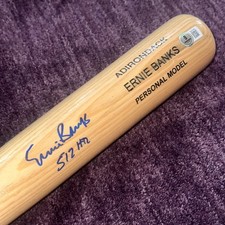 ADIRONDACK
ERNIE BANKS
PERSONAL MODEL
Ernie Banks
512 HR